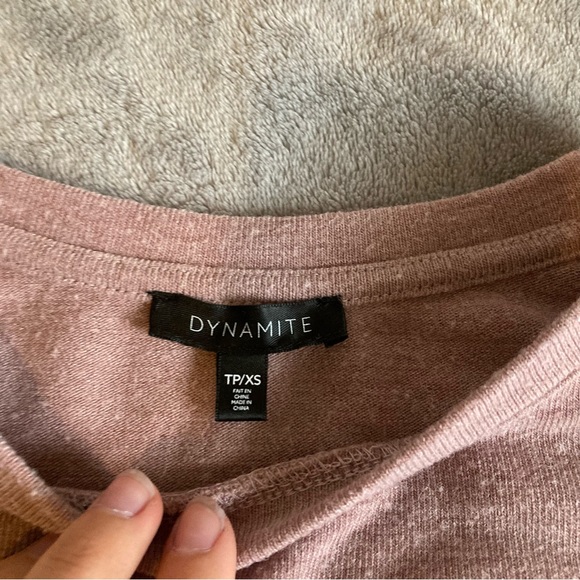 DYNAMITE
TP/XS
FAIT EN
CHINE
MADE IN
CHINA